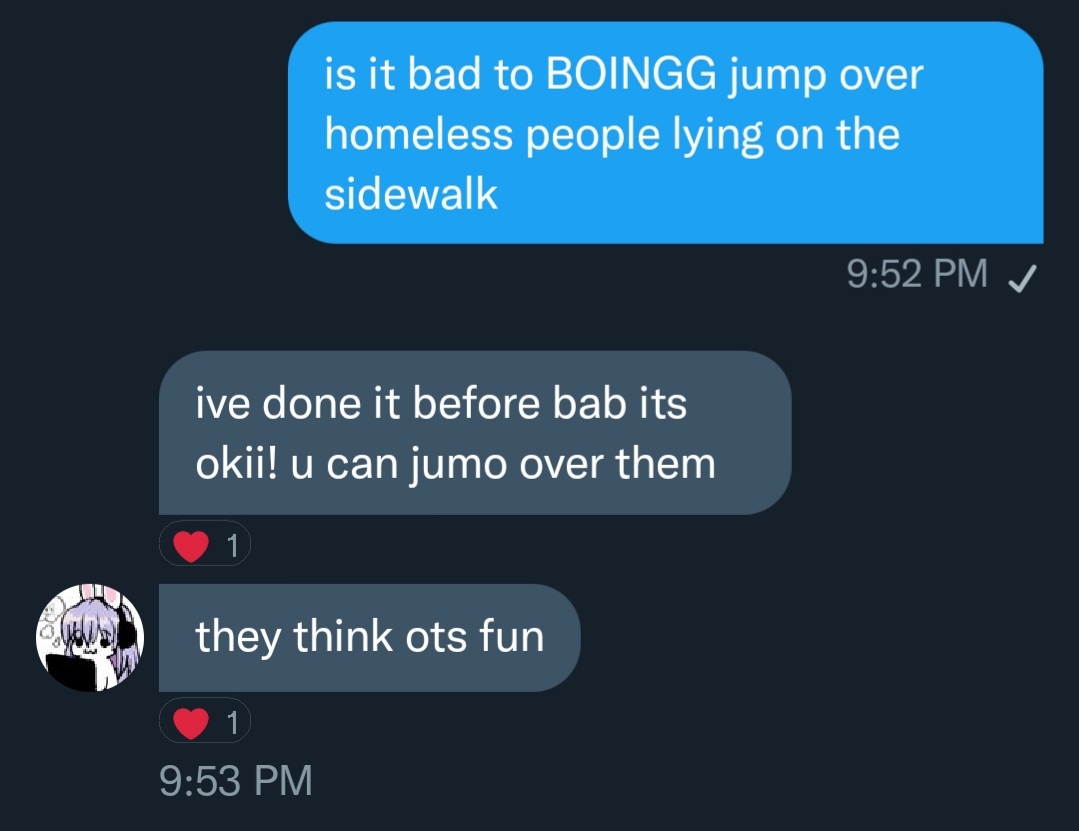 is it bad to BOINGG jump over
homeless people lying on the
sidewalk
9:52 PM
ive done it before bab its
okii! u can jumo over them
1
they think ots fun
1
9:53 PM